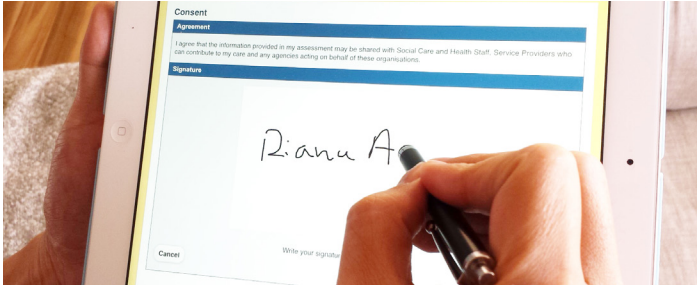 Consent
Agreement
I agree that the information provided in my assessment may be shared with Social Care and Health Staff, Service Providers who
can contribute to my care and any agencies acting on behalf of these organisations.
Signature
A
Cancel
Write your